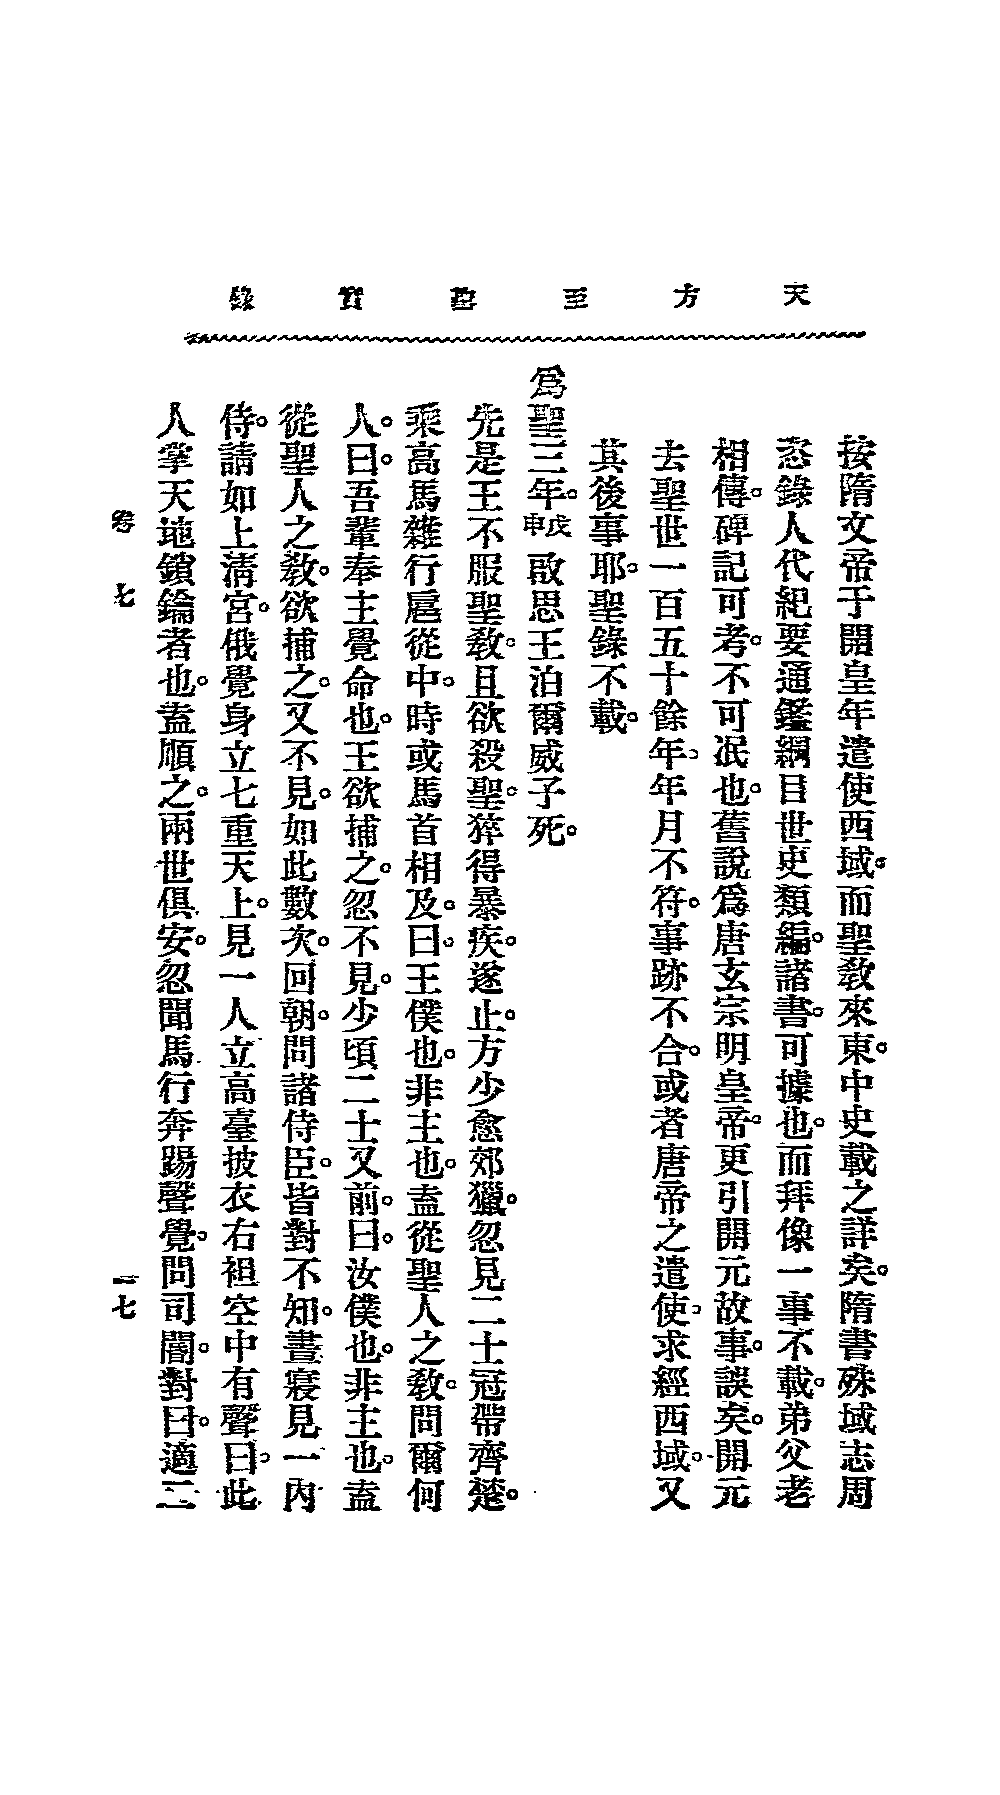 天方至聖實錄
按隋文帝于開皇年遣使西域。而聖教來東。中史載之詳矣。隋書殊域志周
恣錄人代紀要通鑑綱目世史類編。諸書。可據也。而拜像一事不載。弟父老
相傳。碑記可考。不可泯也。舊說爲唐玄宗明皇帝。更引開元故事。誤矣。開元
去聖世一百五十餘年。年月不符。事跡不合。或者唐帝之遣使。求經西域。又
其後事耶。聖錄不載。
爲聖三年。戊申啟思王泊爾威子死。
先是王不服聖教。且欲殺聖。猝得暴疾。遂止。方少愈郊獵。忽見二士冠帶齊楚。
乘高馬雜行扈從中。時或馬首相及。曰。王僕也。非主也。盍從聖人之教。問爾何
人。曰。吾輩奉主覺命也。王欲捕之。忽不見。少頃二士又前。曰。汝僕也。非主也。盍
從聖人之教。欲捕之。又不見。如此數次。回朝。問諸侍臣。皆對不知。晝寢見一內
侍。請如上清宮。俄覺身立七重天上。見一人立高臺披衣右袒空中有聲曰。此
人掌天地鎖鑰者也。盍順之。兩世俱安。忽聞馬行奔踢聲覺。問司閽。對曰。適二
卷七
一七